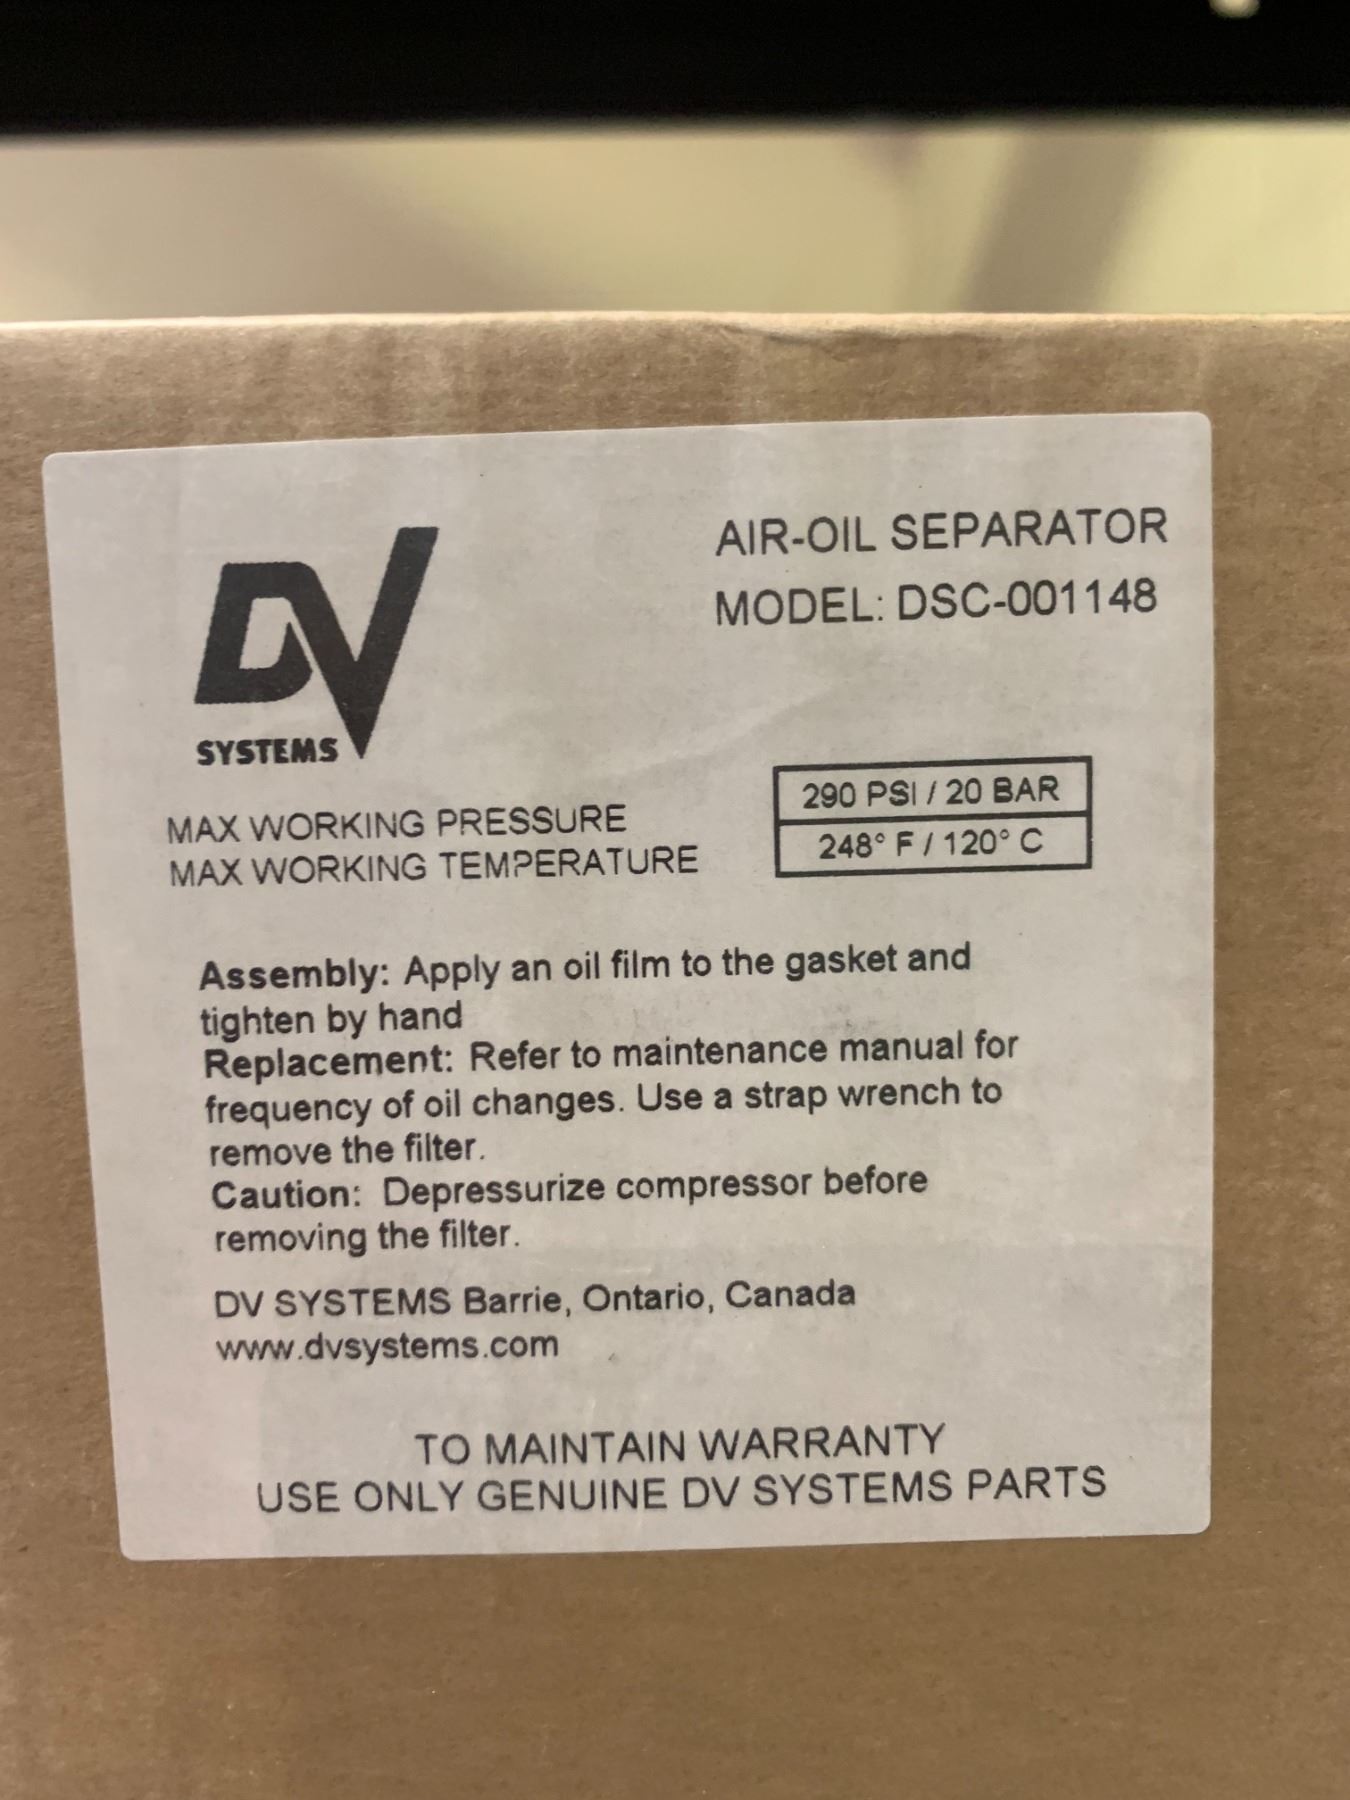 DV
SYSTEMS
AIR-OIL SEPARATOR
MODEL: DSC-001148
MAX WORKING PRESSURE 290 PSI / 20 BAR
MAX WORKING TEMPERATURE 248° F / 120° C
Assembly: Apply an oil film to the gasket and
tighten by hand
Replacement: Refer to maintenance manual for
frequency of oil changes. Use a strap wrench to
remove the filter.
Caution: Depressurize compressor before
removing the filter.
DV SYSTEMS Barrie, Ontario, Canada
www.dvsystems.com
TO MAINTAIN WARRANTY
USE ONLY GENUINE DV SYSTEMS PARTS